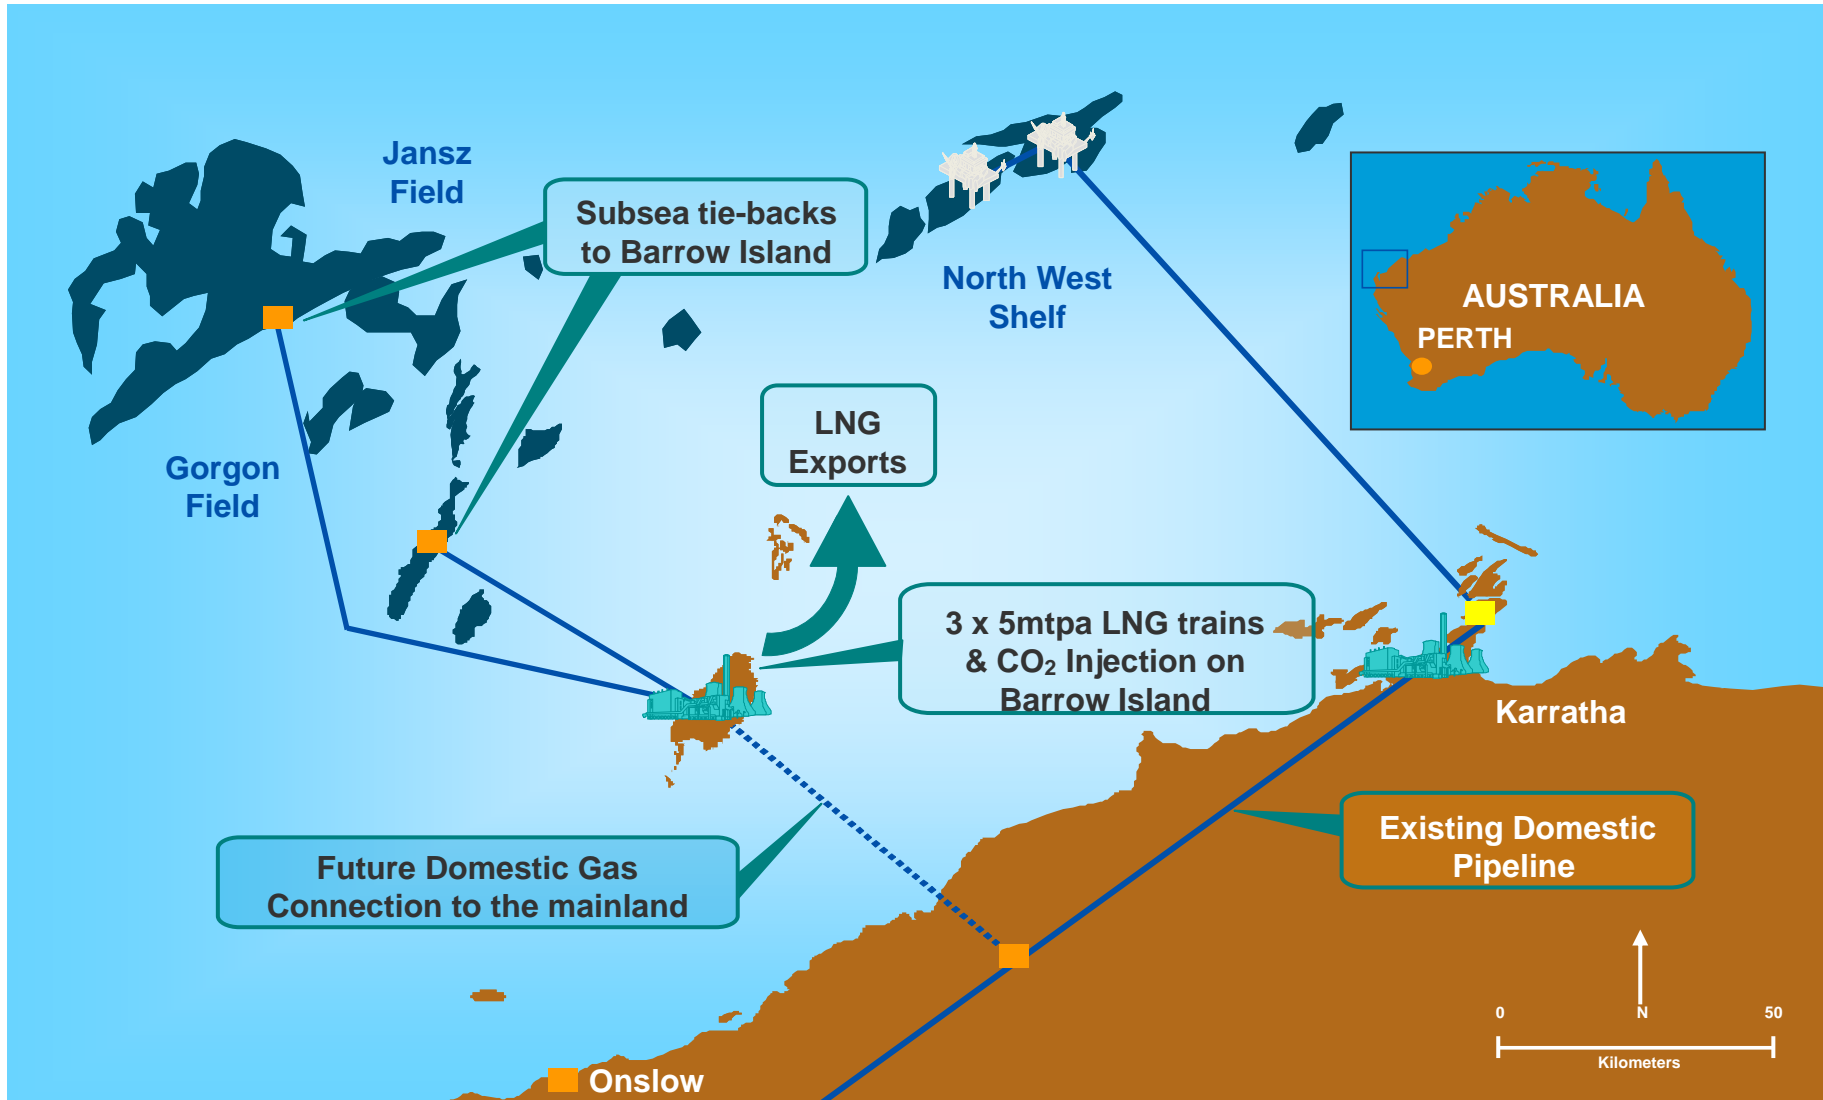 Jansz
Field
Subsea tie-backs
to Barrow Island
North West
Shelf
AUSTRALIA
PERTH
LNG
Exports
Gorgon
Field
3 x 5mtpa LNG trains
& CO₂ Injection on
Barrow Island
Karratha
Existing Domestic
Pipeline
Future Domestic Gas
Connection to the mainland
0
N
50
Kilometers
Onslow